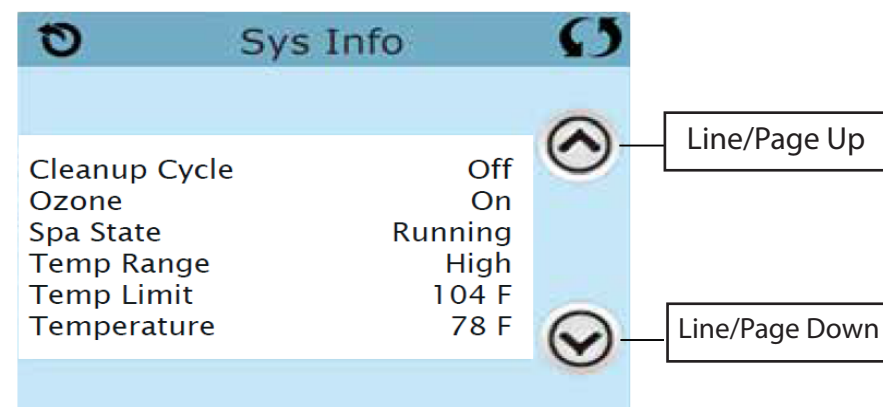 Sys Info
Line/Page Up
Cleanup Cycle Off
Ozone On
Spa State Running
Temp Range High
Temp Limit 104 F
Temperature 78 F
Line/Page Down